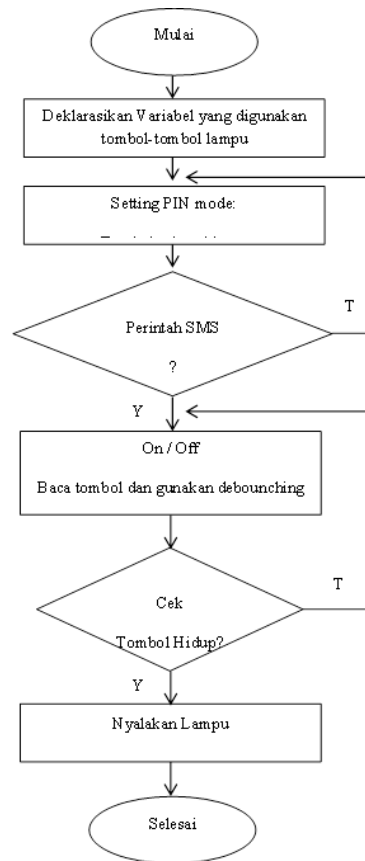 Mulai
Deklarasikan Variabel yang digunakan
tombol-tombol lampu
Setting PIN mode:
Perintah SMS
T
?
Y
On / Off
Baca tombol dan gunakan debounching
Cek
T
Tombol Hidup?
Y
Nyalakan Lampu
Selesai